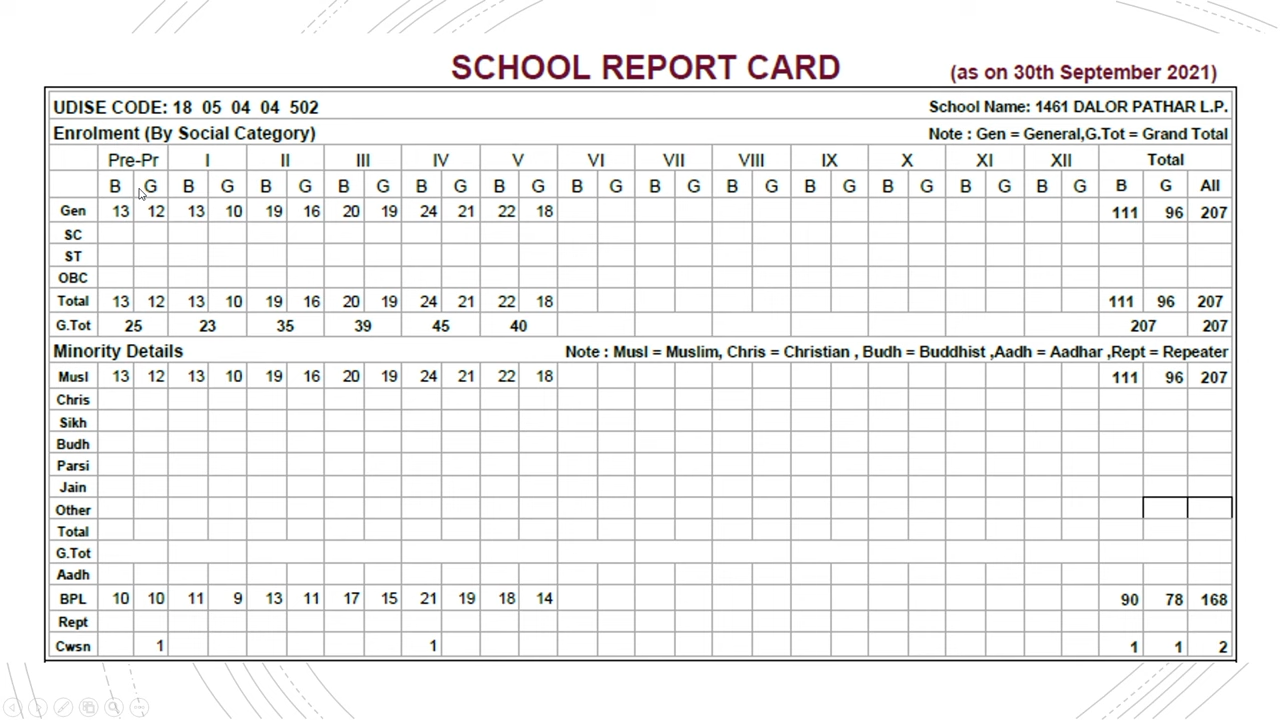 SCHOOL REPORT CARD (as on 30th September 2021)
UDISE CODE: 18 05 04 04 502 School Name: 1461 DALOR PATHAR L.P.
Enrolment (By Social Category) Note : Gen = General,G.Tot = Grand Total
Pre-Pr I II III IV V VI VII VIII IX X XI XII Total
B G B G B G B G B G B G B G B G B G B G B G B G B G B G All
Gen 13 12 13 10 19 16 20 19 24 21 22 18 111 96 207
SC
ST
OBC
Total 13 12 13 10 19 16 20 19 24 21 22 18 111 96 207
G.Tot 25 23 35 39 45 40 207 207
Minority Details Note : Musl = Muslim, Chris = Christian , Budh = Buddhist ,Aadh = Aadhar ,Rept = Repeater
Musl 13 12 13 10 19 16 20 19 24 21 22 18 111 96 207
Chris
Sikh
Budh
Parsi
Jain
Other
Total
G.Tot
Aadh
BPL 10 10 11 9 13 11 17 15 21 19 18 14 90 78 168
Rept
Cwsn 1 1 1 1 2